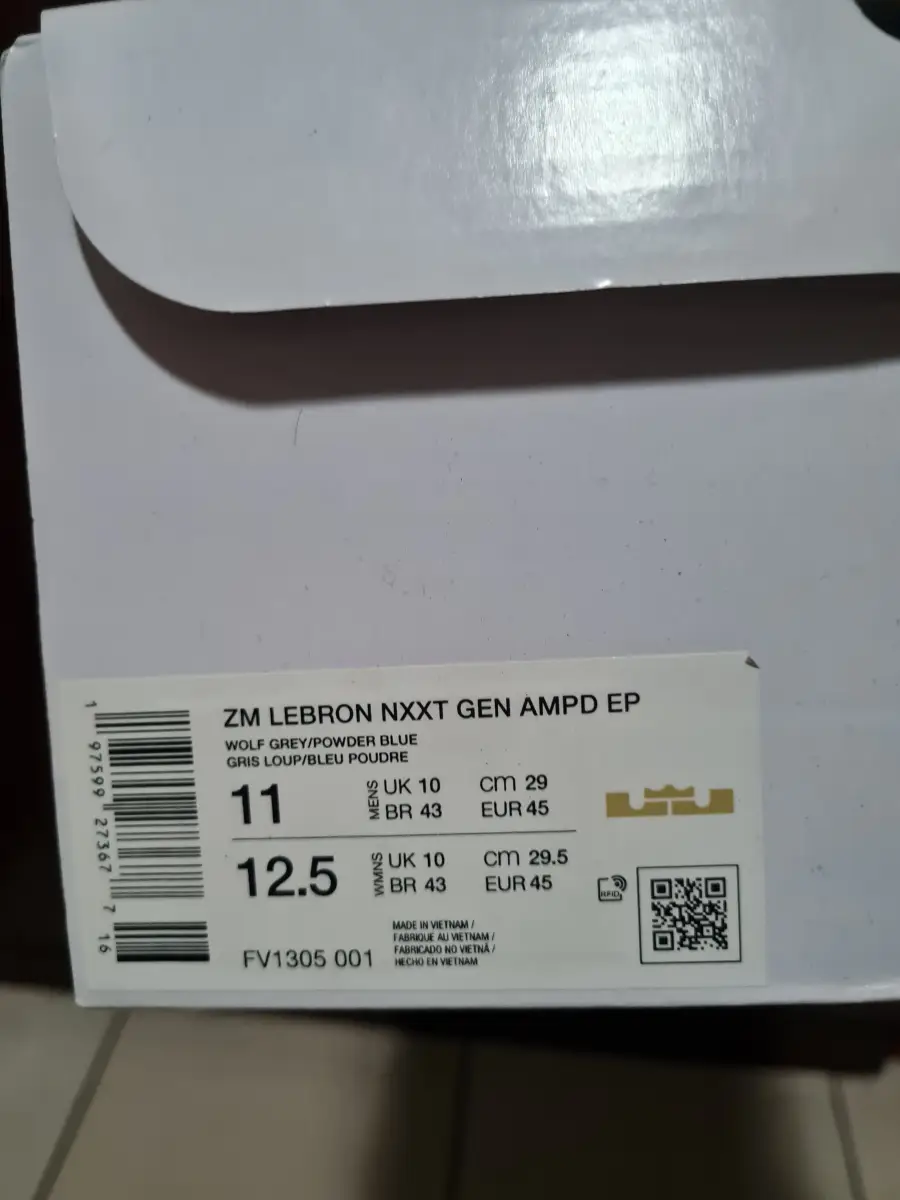 ZM LEBRON NXXT GEN AMPD EP
WOLF GREY/POWDER BLUE
GRIS LOUP/BLEU POUDRE
11
MENS
UK 10
cm 29
BR 43
EUR 45
12.5
WMNS
UK 10
cm 29.5
BR 43
EUR 45
RFID
FV1305 001
MADE IN VIETNAM /
FABRIQUE AU VIETNAM /
FABRICADO NO VIETNÃ /
HECHO EN VIETNAM
1 97599 27367 7 16